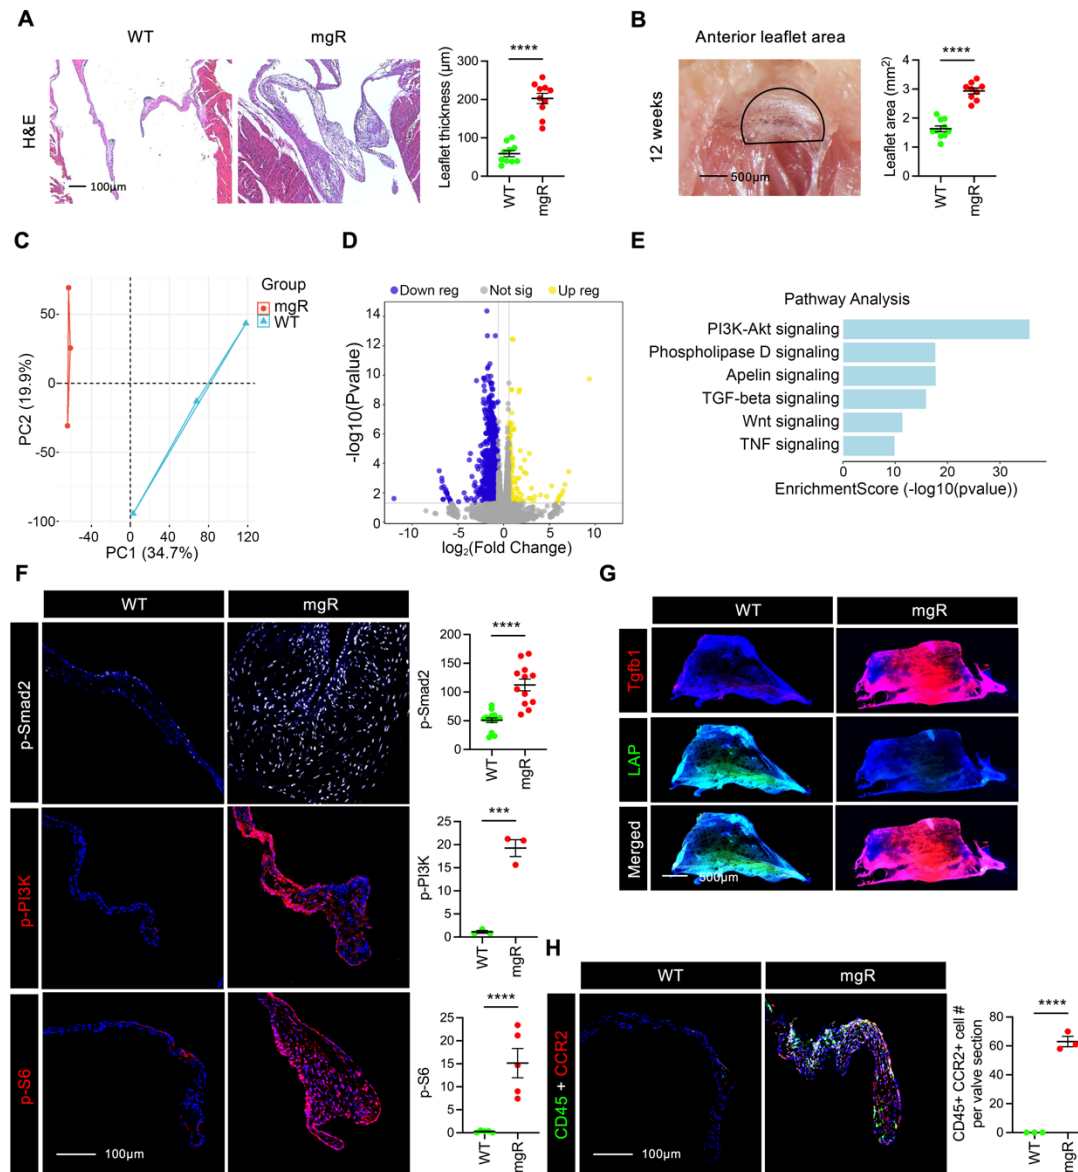 A
WT
mgR
H&E
100μm
Leaflet thickness (μm)
300
200
100
0
****
WT
mgR
B
Anterior leaflet area
12 weeks
500μm
Leaflet area (mm2)
4
3
2
1
0
****
WT
mgR
C
Group
mgR
WT
PC2 (19.9%)
50
0
-50
-100
-40
0
40
80
120
PC1 (34.7%)
D
Down reg
Not sig
Up reg
-log10(Pvalue)
14
12
10
8
6
4
2
0
-10
-5
0
5
10
log2(Fold Change)
E
Pathway Analysis
PI3K-Akt signaling
Phospholipase D signaling
Apelin signaling
TGF-beta signaling
Wnt signaling
TNF signaling
0
10
20
30
EnrichmentScore (-log10(pvalue))
F
WT
mgR
p-Smad2
p-Smad2
200
150
100
50
0
****
WT
mgR
p-PI3K
p-PI3K
25
20
15
10
5
0
***
WT
mgR
p-S6
100μm
p-S6
25
20
15
10
5
0
****
WT
mgR
G
WT
mgR
Tgfb1
LAP
Merged
500μm
H
WT
mgR
CD45 + CCR2
100μm
CD45+ CCR2+ cell #
per valve section
80
60
40
20
0
****
WT
mgR